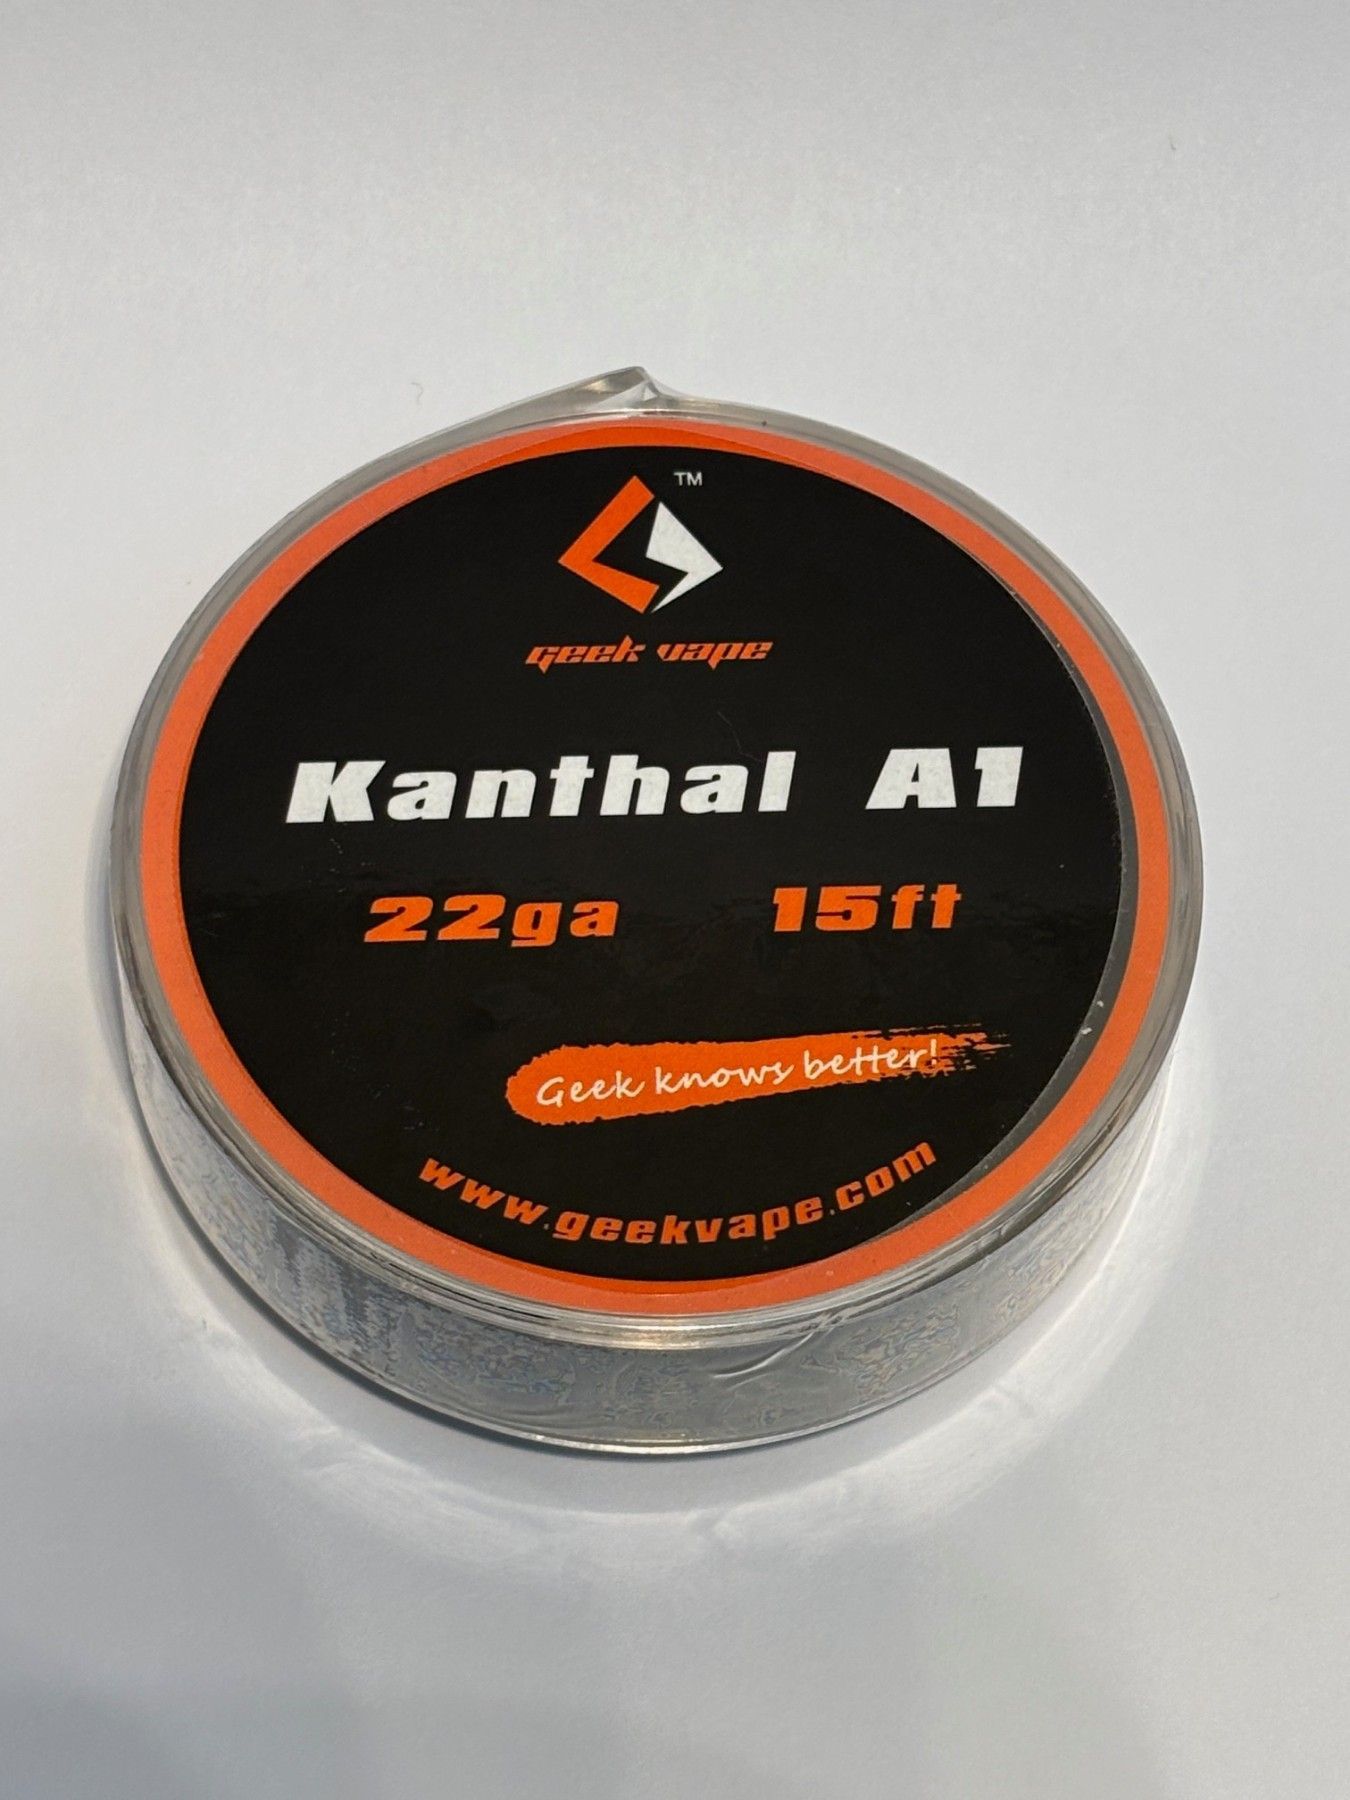 TM
geek vape
Kanthal A1
22ga 15ft
Geek knows better!
www.geekvape.com